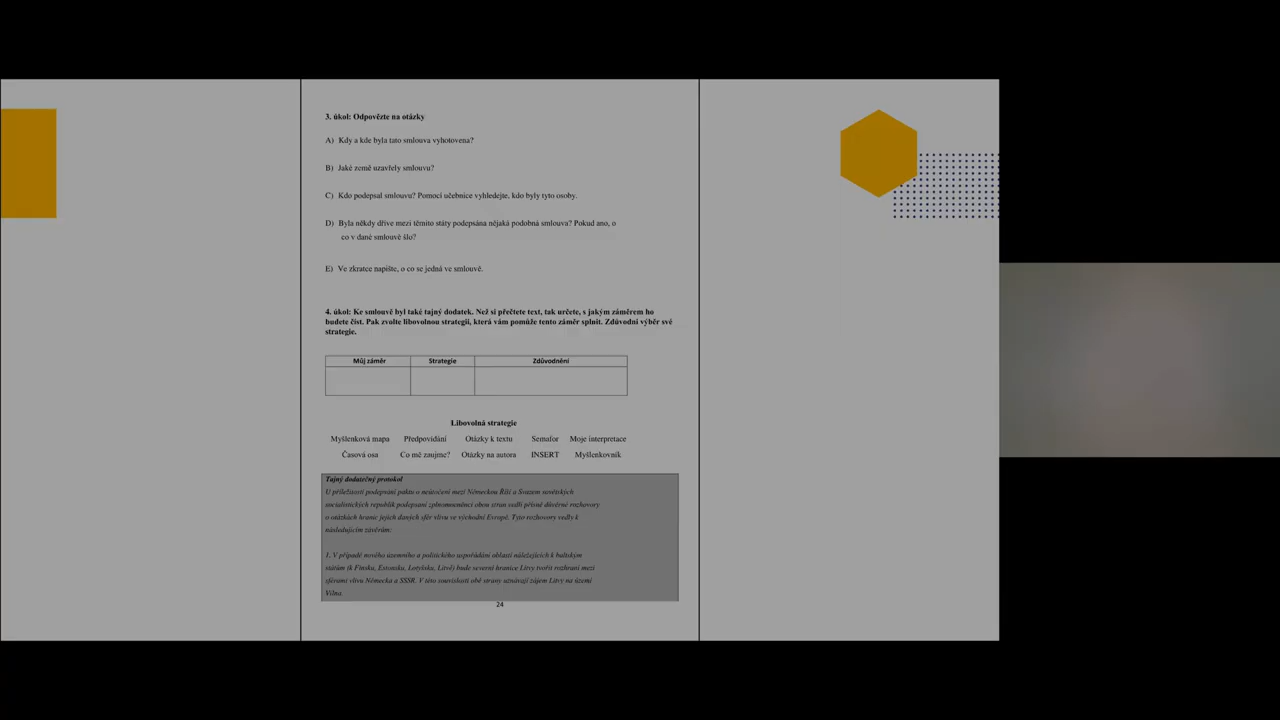 3. úkol: Odpovězte na otázky
A) Kdy a kde byla tato smlouva vyhotovena?
B) Jaké země uzavřely smlouvu?
C) Kdo podepsal smlouvu? Pomocí učebnice vyhledejte, kdo byly tyto osoby.
D) Byla někdy dříve mezi těmito státy podepsána nějaká podobná smlouva? Pokud ano, o
co v dané smlouvě šlo?
E) Ve zkratce napište, o co se jedná ve smlouvě.
4. úkol: Ke smlouvě byl také tajný dodatek. Než si přečtete text, tak určete, s jakým záměrem ho
budete číst. Pak zvolte libovolnou strategii, která vám pomůže tento záměr splnit. Zdůvodni výběr své
strategie.
Můj záměr Strategie Zdůvodnění
Libovolná strategie
Myšlenková mapa Předpovídání Otázky k textu Semafor Moje interpretace
Časová osa Co mě zaujme? Otázky na autora INSERT Myšlenkovník
Tajný dodatečný protokol
U příležitosti podepsaní paktu o neútočení mezi Německou Říší a Svazem sovětských
socialistických republik podepsaní zplnomocněnci obou stran vedli přísně důvěrné rozhovory
o otázkách hranic jejich daných sfér vlivu ve východní Evropě. Tyto rozhovory vedly k
následujícím závěrům:
1. V případě nového územního a politického uspořádání oblastí náležejících k baltským
státům (k Finsku, Estonsku, Lotyšsku, Litvě) bude severní hranice Litvy tvořit rozhraní mezi
sférami vlivu Německa a SSSR. V této souvislosti obě strany uznávají zájem Litvy na území
Vilna.
24